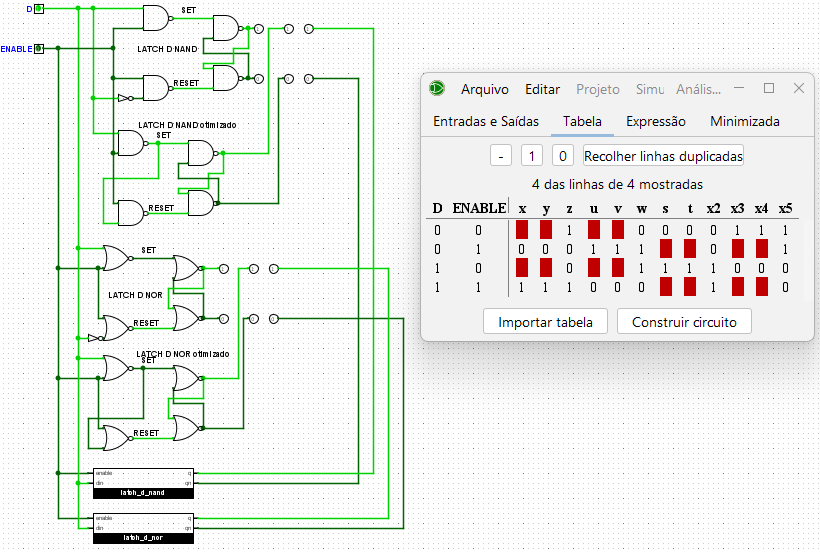 D
ENABLE
SET
LATCH D NAND
RESET
LATCH D NAND otimizado
SET
RESET
SET
LATCH D NOR
RESET
LATCH D NOR otimizado
SET
RESET
enable q
din qn
latch_d_nand
enable q
din qn
latch_d_nor
Arquivo Editar Projeto Simu Anális...
Entradas e Saídas Tabela Expressão Minimizada
- 1 0 Recolher linhas duplicadas
4 das linhas de 4 mostradas
D ENABLE x y z u v w s t x2 x3 x4 x5
0 0 1 0 0 0 0 1 1 1
0 1 0 0 0 1 1 1 0 1
1 0 0 1 1 1 1 0 0 0
1 1 1 1 1 0 0 0 1 0
Importar tabela Construir circuito